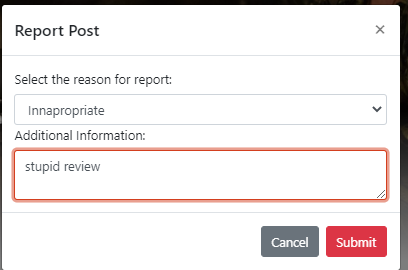 Report Post ×
Select the reason for report:
Innapropriate
Additional Information:
stupid review
Cancel Submit